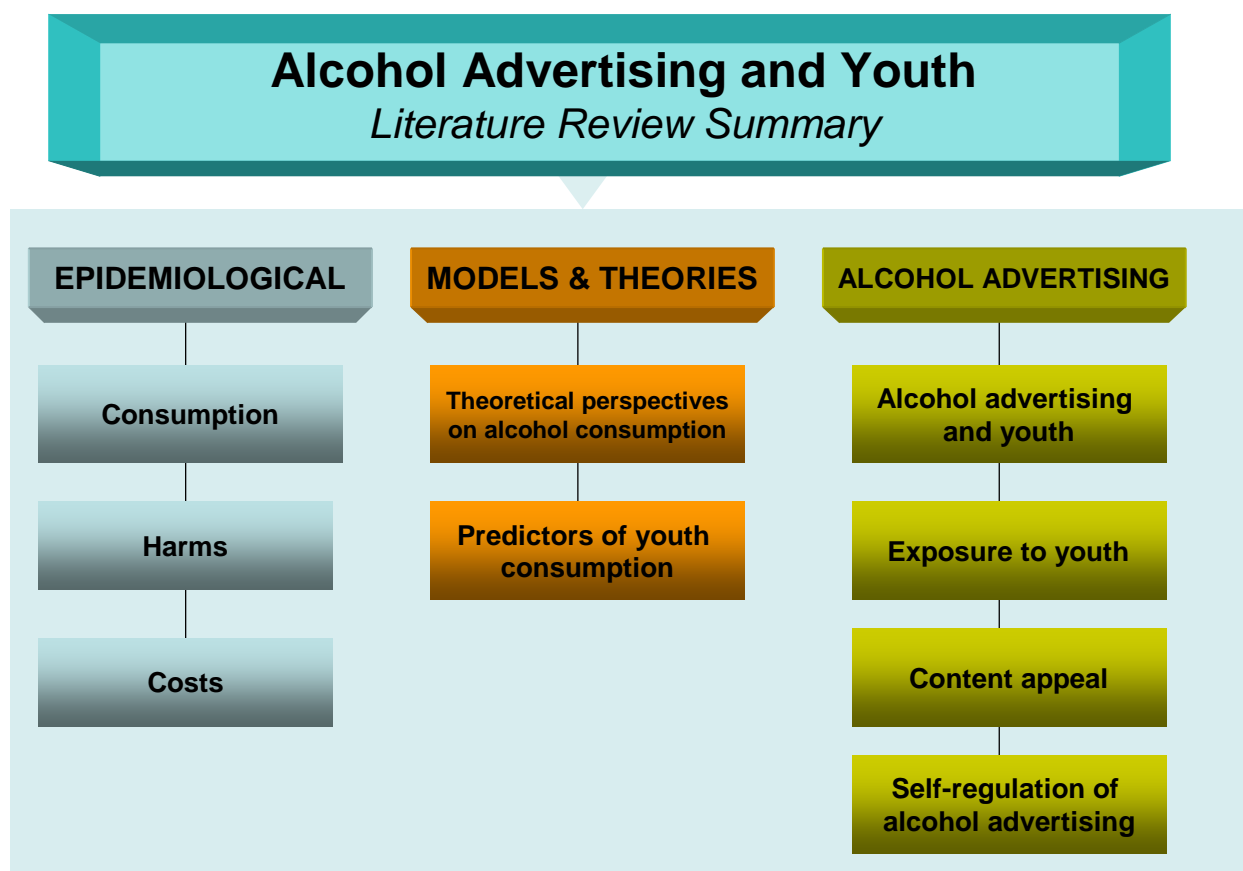 Alcohol Advertising and Youth
Literature Review Summary
EPIDEMIOLOGICAL
Consumption
Harms
Costs
MODELS & THEORIES
Theoretical perspectives
on alcohol consumption
Predictors of youth
consumption
ALCOHOL ADVERTISING
Alcohol advertising
and youth
Exposure to youth
Content appeal
Self-regulation of
alcohol advertising